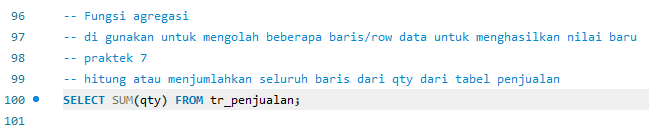 96 -- Fungsi agregasi
97 -- di gunakan untuk mengolah beberapa baris/row data untuk menghasilkan nilai baru
98 -- praktek 7
99 -- hitung atau menjumlahkan seluruh baris dari qty dari tabel penjualan
100 SELECT SUM(qty) FROM tr_penjualan;
101